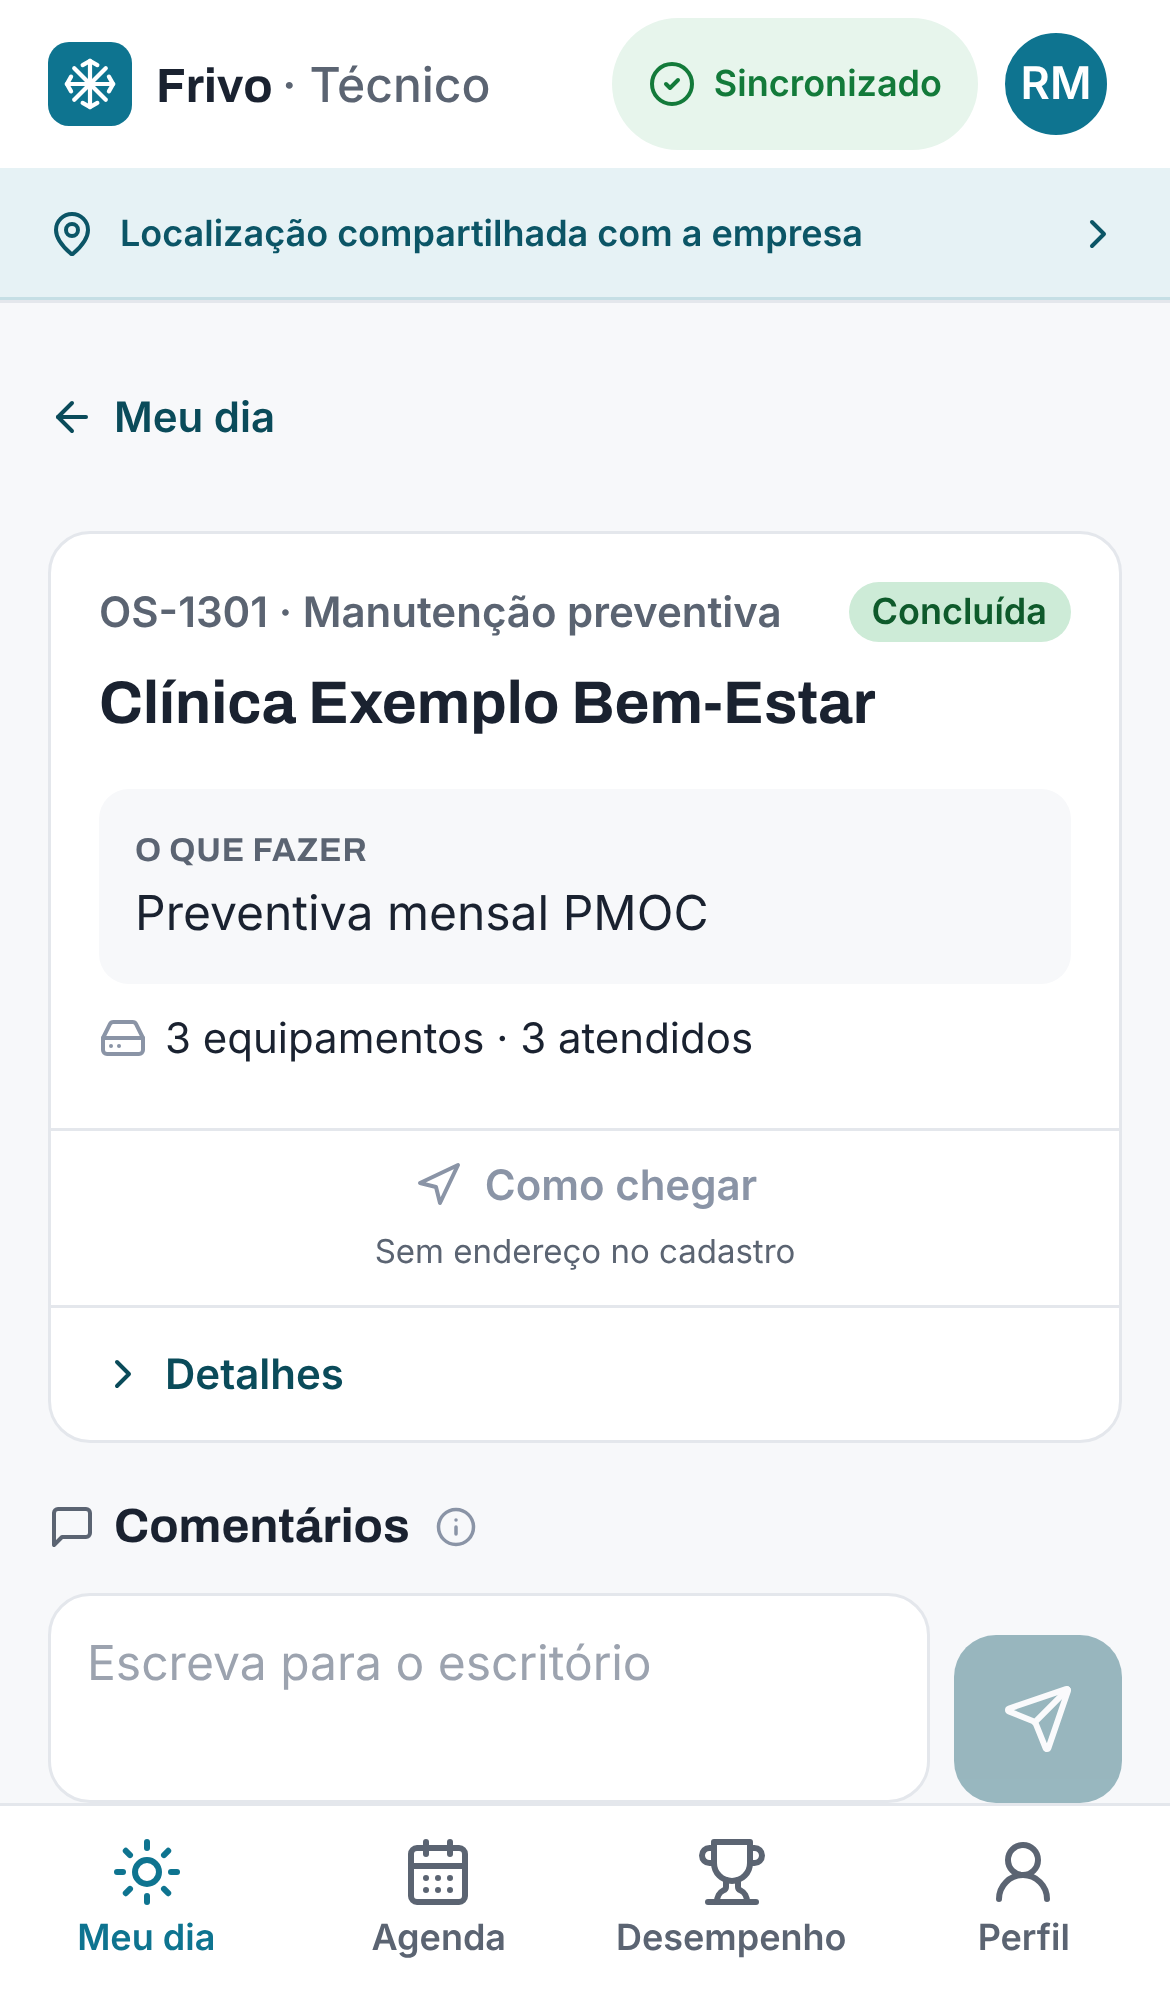 Frivo · Técnico
Sincronizado
RM
Localização compartilhada com a empresa
Meu dia
OS-1301 · Manutenção preventiva
Concluída
Clínica Exemplo Bem-Estar
O QUE FAZER
Preventiva mensal PMOC
3 equipamentos · 3 atendidos
Como chegar
Sem endereço no cadastro
Detalhes
Comentários
Escreva para o escritório
Meu dia
Agenda
Desempenho
Perfil